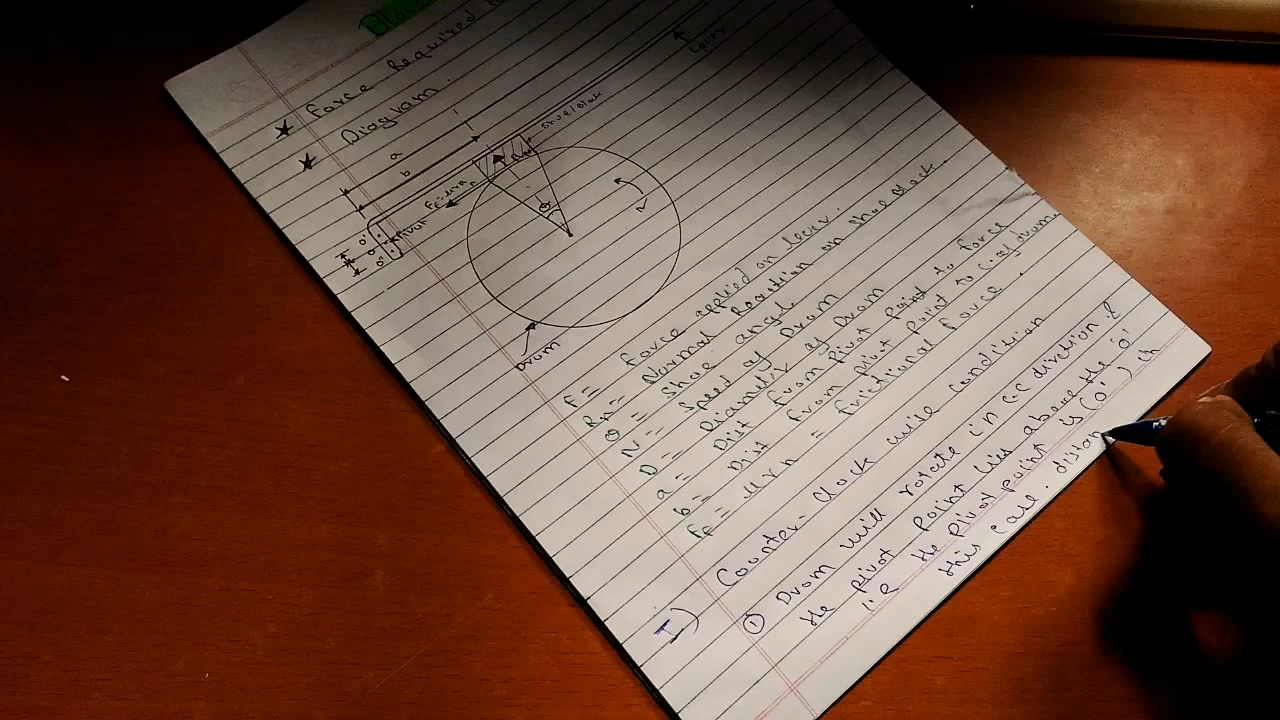 * Force Required
* Diagram:
a
b
Shoe/block
Lever
Pivot
θ
N
Drum
F = force applied on lever.
RN = Normal Reaction on shoe block.
θ = Shoe angle
N = Speed of Drum
D = Diameter of Drum
a = Dist from Pivot point to force
b = Dist from pivot point to c. of drum.
Ff = μRN = frictional force.
I) Counter-Clock wise condition
① Drum will rotate in C.C direction &
the pivot point lies above the O'
i.e the pivot point is (O') in
this case. distan